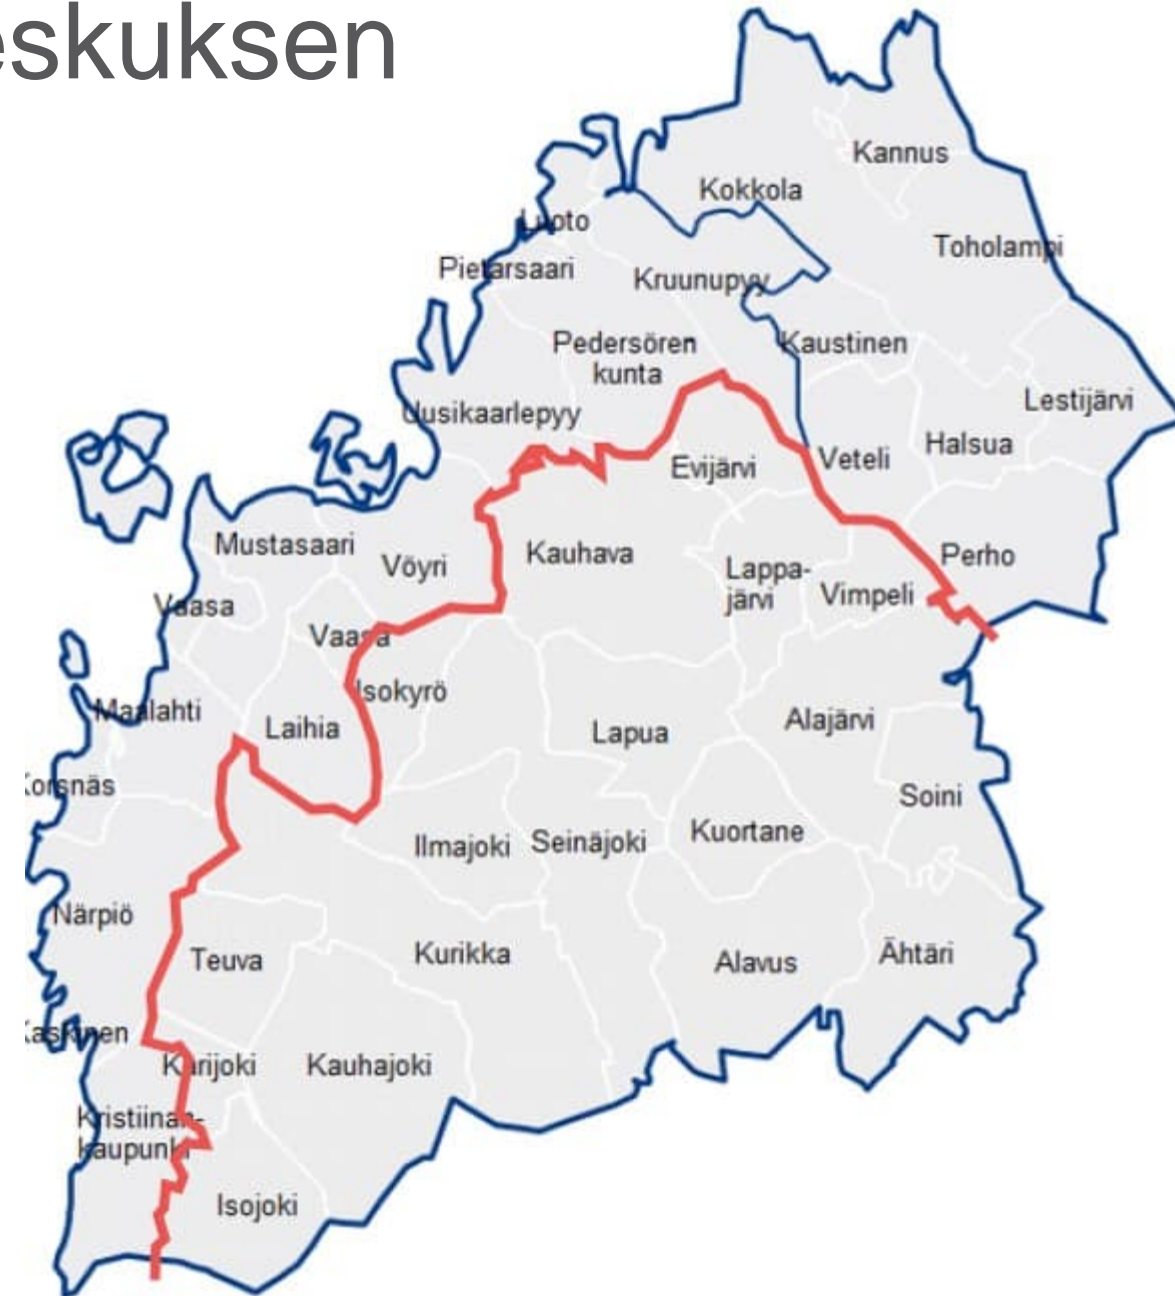 eskuksen
Kannus
Kokkola
Toholampi
Luoto
Pietarsaari
Kruunupyy
Pedersören
kunta
Kaustinen
Lestijärvi
Uusikaarlepyy
Halsua
Veteli
Evijärvi
Mustasaari
Vöyri
Kauhava
Perho
Lappa-
järvi
Vimpeli
Vaasa
Vaasa
Isokyrö
Maalahti
Laihia
Lapua
Alajärvi
Korsnäs
Soini
Ilmajoki
Seinäjoki
Kuortane
Närpiö
Teuva
Kurikka
Alavus
Ähtäri
Kaskinen
Karijoki
Kauhajoki
Kristiinan-
kaupunki
Isojoki